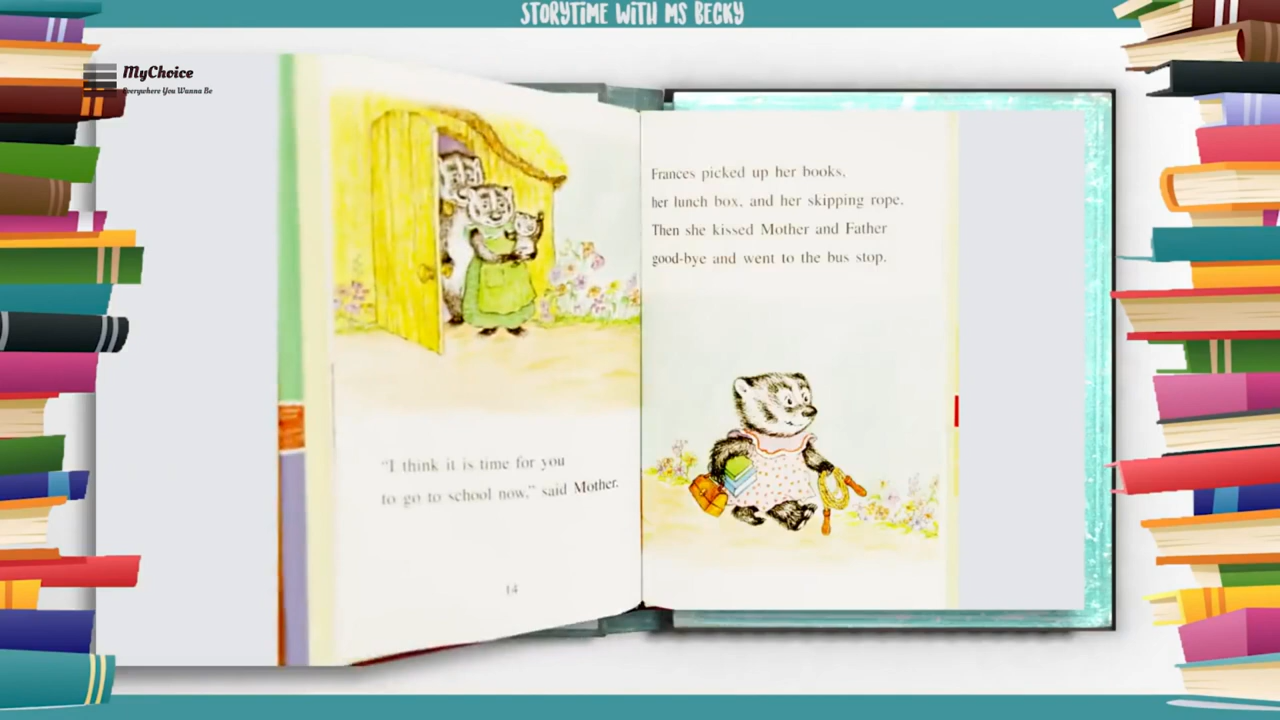 STORYTIME WITH MS BECKY
MyChoice
Everywhere You Wanna Be
"I think it is time for you
to go to school now," said Mother.
14
Frances picked up her books,
her lunch box, and her skipping rope.
Then she kissed Mother and Father
good-bye and went to the bus stop.